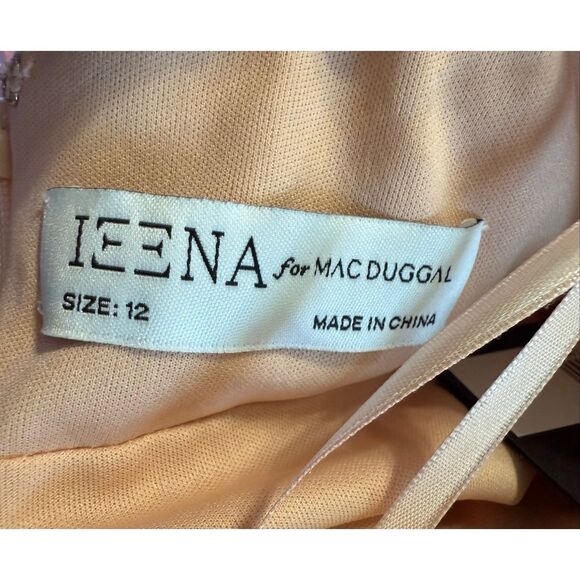 IEENA for MAC DUGGAL
SIZE: 12
MADE IN CHINA